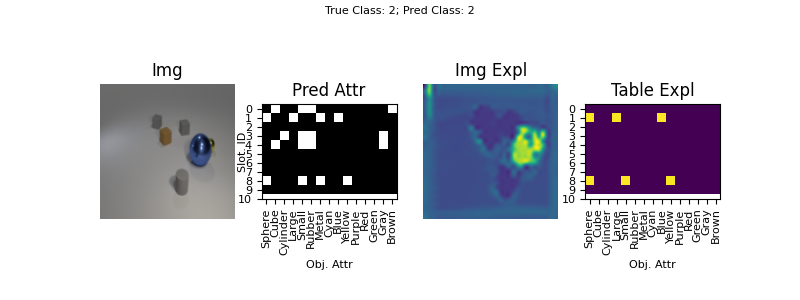 True Class: 2; Pred Class: 2
Img
Pred Attr
Img Expl
Table Expl
Slot. ID
0
1
2
3
4
5
6
7
8
9
10
Sphere
Cube
Cylinder
Large
Small
Rubber
Metal
Cyan
Blue
Yellow
Purple
Red
Green
Gray
Brown
Obj. Attr
0
1
2
3
4
5
6
7
8
9
10
Sphere
Cube
Cylinder
Large
Small
Rubber
Metal
Cyan
Blue
Yellow
Purple
Red
Green
Gray
Brown
Obj. Attr